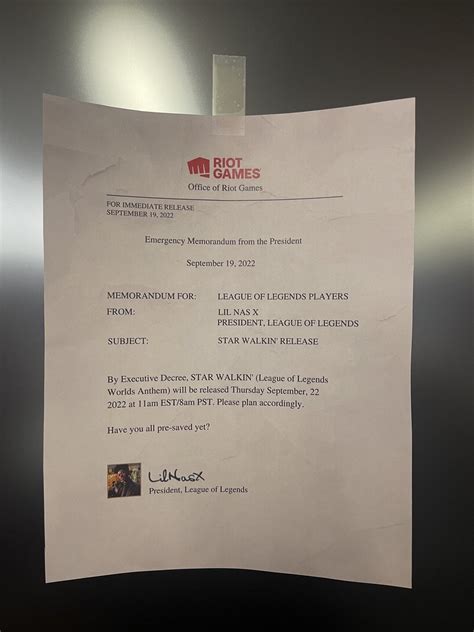 RIOT
GAMES
Office of Riot Games
FOR IMMEDIATE RELEASE
SEPTEMBER 19, 2022
Emergency Memorandum from the President
September 19, 2022
MEMORANDUM FOR: LEAGUE OF LEGENDS PLAYERS
FROM: LIL NAS X
PRESIDENT, LEAGUE OF LEGENDS
SUBJECT: STAR WALKIN' RELEASE
By Executive Decree, STAR WALKIN' (League of Legends
Worlds Anthem) will be released Thursday September, 22
2022 at 11am EST/8am PST. Please plan accordingly.
Have you all pre-saved yet?
LilNasX
President, League of Legends